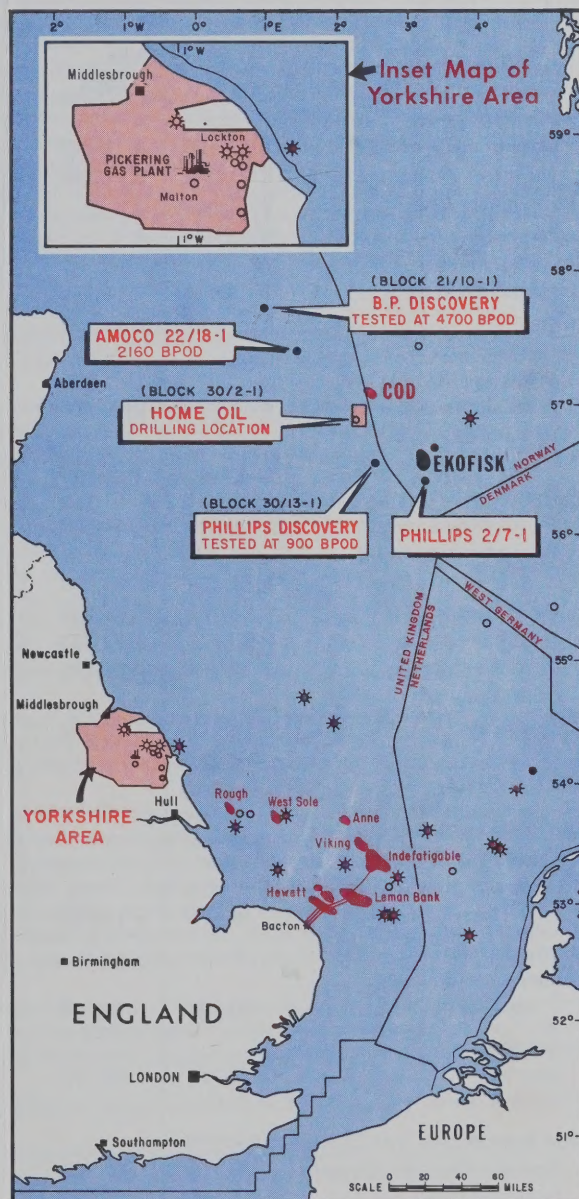 2°
1°
0°
1°E
2°
3°
4°
1°W
Middlesbrough
Lockton
PICKERING
GAS PLANT
Malton
1°W
Inset Map of
Yorkshire Area
59°
58°
(BLOCK 21/10-1)
B.P. DISCOVERY
TESTED AT 4700 BPOD
AMOCO 22/18-1
2160 BPOD
Aberdeen
COD
57°
(BLOCK 30/2-1)
HOME OIL
DRILLING LOCATION
EKOFISK
NORWAY
DENMARK
(BLOCK 30/13-1)
PHILLIPS DISCOVERY
TESTED AT 900 BPOD
PHILLIPS 2/7-1
56°
WEST GERMANY
UNITED KINGDOM
NETHERLANDS
55°
Newcastle
Middlesbrough
54°
Hull
YORKSHIRE
AREA
Rough
West Sole
Anne
Viking
Indefatigable
Hewett
Leman Bank
53°
Bacton
Birmingham
ENGLAND
52°
LONDON
EUROPE
51°
Southampton
SCALE
0
20
40
60
MILES